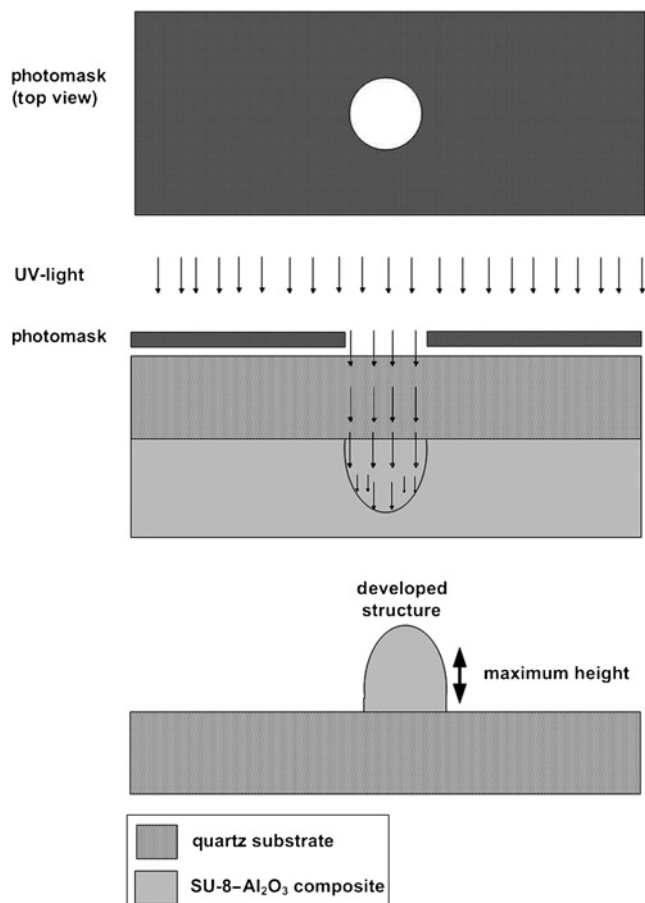 photomask
(top view)
UV-light
photomask
developed
structure
maximum height
quartz substrate
SU-8–Al₂O₃ composite